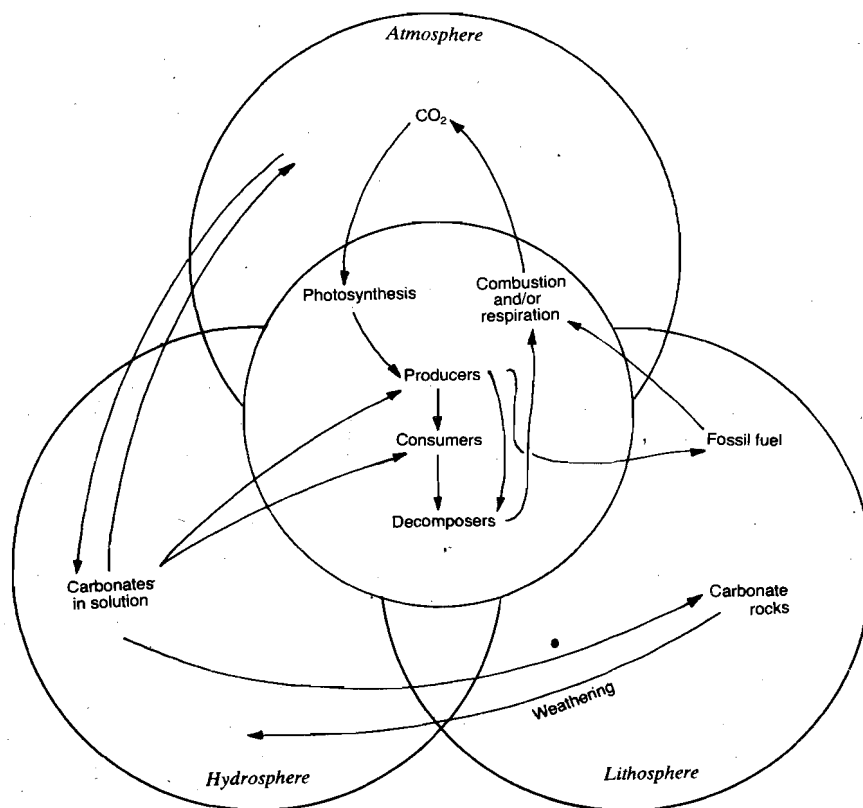 Atmosphere
CO₂
Photosynthesis
Combustion
and/or
respiration
Producers
Consumers
Decomposers
Fossil fuel
Carbonates
in solution
Carbonate
rocks
Weathering
Hydrosphere
Lithosphere